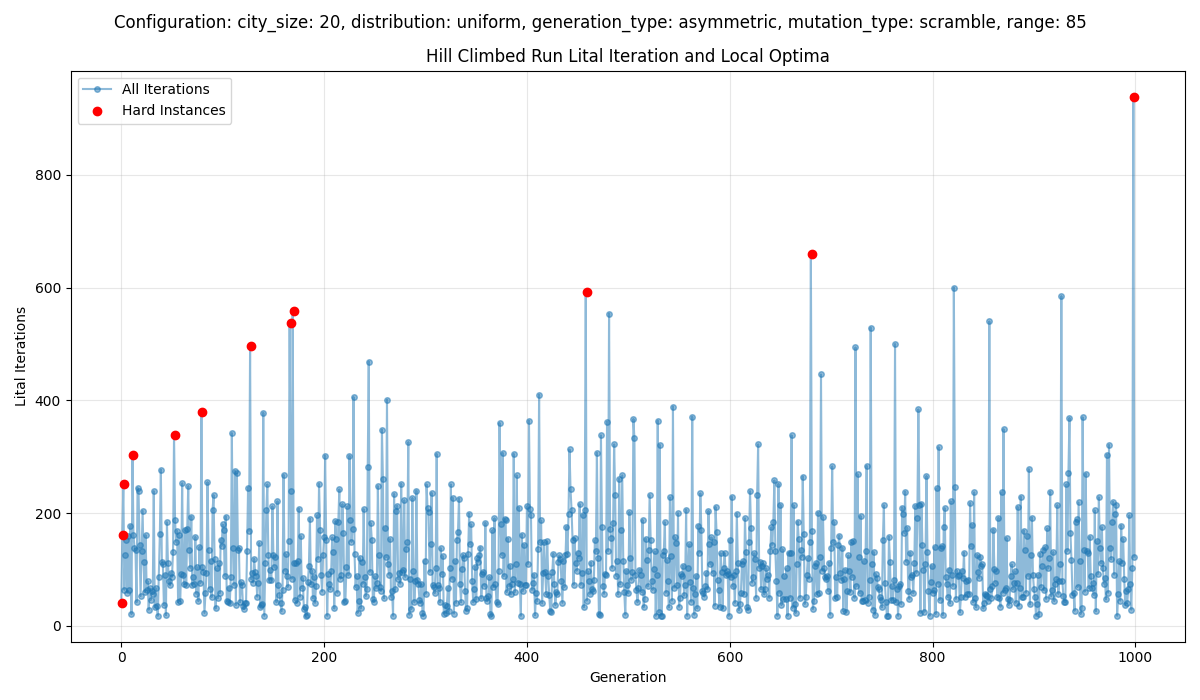 Configuration: city_size: 20, distribution: uniform, generation_type: asymmetric, mutation_type: scramble, range: 85
Hill Climbed Run Lital Iteration and Local Optima
All Iterations
Hard Instances
Lital Iterations
800
600
400
200
0
0 200 400 600 800 1000
Generation